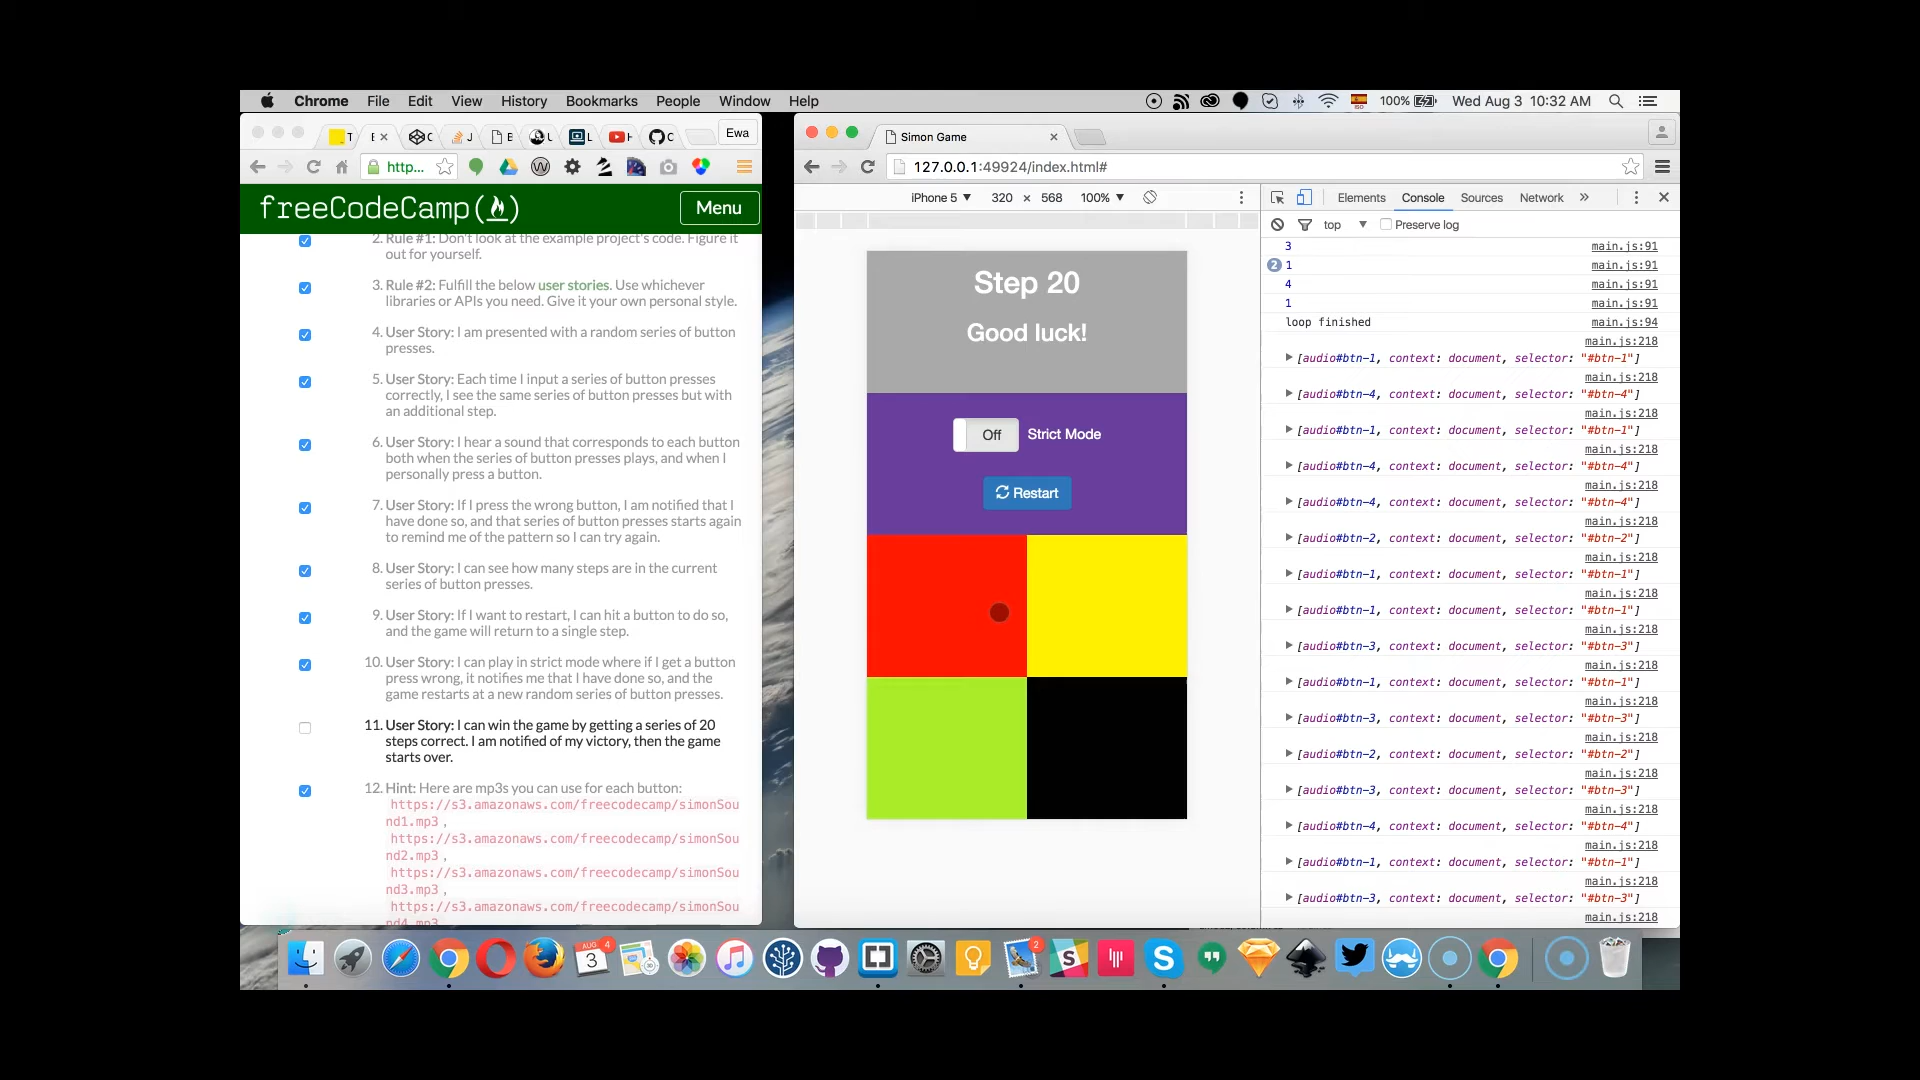 Chrome File Edit View History Bookmarks People Window Help
100% Wed Aug 3 10:32 AM
Ewa
http...
freeCodeCamp
Menu
2. Rule #1: Don't look at the example project's code. Figure it
out for yourself.
3. Rule #2: Fulfill the below user stories. Use whichever
libraries or APIs you need. Give it your own personal style.
4. User Story: I am presented with a random series of button
presses.
5. User Story: Each time I input a series of button presses
correctly, I see the same series of button presses but with
an additional step.
6. User Story: I hear a sound that corresponds to each button
both when the series of button presses plays, and when I
personally press a button.
7. User Story: If I press the wrong button, I am notified that I
have done so, and that series of button presses starts again
to remind me of the pattern so I can try again.
8. User Story: I can see how many steps are in the current
series of button presses.
9. User Story: If I want to restart, I can hit a button to do so,
and the game will return to a single step.
10. User Story: I can play in strict mode where if I get a button
press wrong, it notifies me that I have done so, and the
game restarts at a new random series of button presses.
11. User Story: I can win the game by getting a series of 20
steps correct. I am notified of my victory, then the game
starts over.
12. Hint: Here are mp3s you can use for each button:
https://s3.amazonaws.com/freecodecamp/simonSou
nd1.mp3 ,
https://s3.amazonaws.com/freecodecamp/simonSou
nd2.mp3 ,
https://s3.amazonaws.com/freecodecamp/simonSou
nd3.mp3 ,
https://s3.amazonaws.com/freecodecamp/simonSou
nd4.mp3
Simon Game
127.0.0.1:49924/index.html#
iPhone 5 320 × 568 100%
Step 20
Good luck!
Off Strict Mode
Restart
Elements Console Sources Network »
top Preserve log
3 main.js:91
2 1 main.js:91
4 main.js:91
1 main.js:91
loop finished main.js:94
main.js:218
[audio#btn-1, context: document, selector: "#btn-1"]
main.js:218
[audio#btn-4, context: document, selector: "#btn-4"]
main.js:218
[audio#btn-1, context: document, selector: "#btn-1"]
main.js:218
[audio#btn-4, context: document, selector: "#btn-4"]
main.js:218
[audio#btn-4, context: document, selector: "#btn-4"]
main.js:218
[audio#btn-2, context: document, selector: "#btn-2"]
main.js:218
[audio#btn-1, context: document, selector: "#btn-1"]
main.js:218
[audio#btn-1, context: document, selector: "#btn-1"]
main.js:218
[audio#btn-3, context: document, selector: "#btn-3"]
main.js:218
[audio#btn-1, context: document, selector: "#btn-1"]
main.js:218
[audio#btn-3, context: document, selector: "#btn-3"]
main.js:218
[audio#btn-2, context: document, selector: "#btn-2"]
main.js:218
[audio#btn-3, context: document, selector: "#btn-3"]
main.js:218
[audio#btn-4, context: document, selector: "#btn-4"]
main.js:218
[audio#btn-1, context: document, selector: "#btn-1"]
main.js:218
[audio#btn-3, context: document, selector: "#btn-3"]
main.js:218
AUG 4
3
2